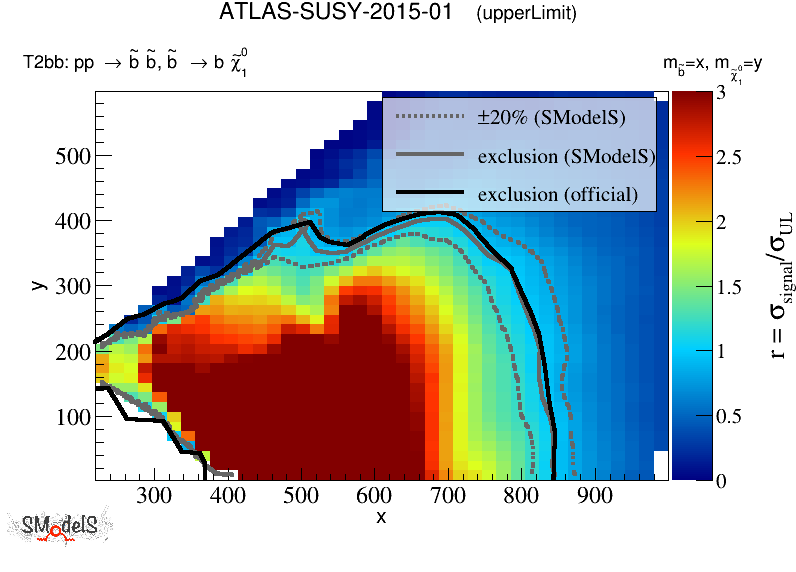 ATLAS-SUSY-2015-01 (upperLimit)
T2bb: pp → b̃ b̃, b̃ → b χ̃₁⁰
m_b̃=x, m_χ̃₁⁰=y
±20% (SModelS)
exclusion (SModelS)
exclusion (official)
500
400
300
200
100
y
300 400 500 600 700 800 900
x
3
2.5
2
1.5
1
0.5
0
r = σ_signal/σ_UL
SModelS